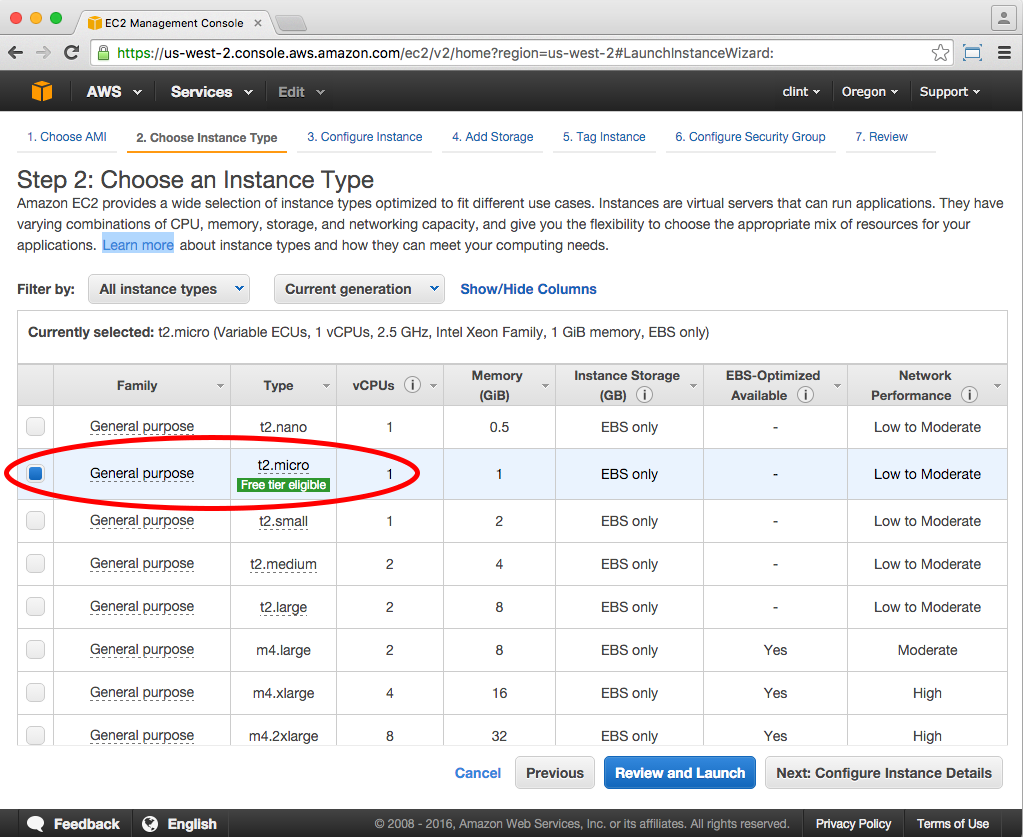 EC2 Management Console
https://us-west-2.console.aws.amazon.com/ec2/v2/home?region=us-west-2#LaunchInstanceWizard:
AWS Services Edit clint Oregon Support
1. Choose AMI 2. Choose Instance Type 3. Configure Instance 4. Add Storage 5. Tag Instance 6. Configure Security Group 7. Review
Step 2: Choose an Instance Type
Amazon EC2 provides a wide selection of instance types optimized to fit different use cases. Instances are virtual servers that can run applications. They have
varying combinations of CPU, memory, storage, and networking capacity, and give you the flexibility to choose the appropriate mix of resources for your
applications. Learn more about instance types and how they can meet your computing needs.
Filter by: All instance types Current generation Show/Hide Columns
Currently selected: t2.micro (Variable ECUs, 1 vCPUs, 2.5 GHz, Intel Xeon Family, 1 GiB memory, EBS only)
Family Type vCPUs i Memory (GiB) Instance Storage (GB) i EBS-Optimized Available i Network Performance i
General purpose t2.nano 1 0.5 EBS only - Low to Moderate
General purpose t2.micro Free tier eligible 1 1 EBS only - Low to Moderate
General purpose t2.small 1 2 EBS only - Low to Moderate
General purpose t2.medium 2 4 EBS only - Low to Moderate
General purpose t2.large 2 8 EBS only - Low to Moderate
General purpose m4.large 2 8 EBS only Yes Moderate
General purpose m4.xlarge 4 16 EBS only Yes High
General purpose m4.2xlarge 8 32 EBS only Yes High
Cancel Previous Review and Launch Next: Configure Instance Details
Feedback English © 2008 - 2016, Amazon Web Services, Inc. or its affiliates. All rights reserved. Privacy Policy Terms of Use